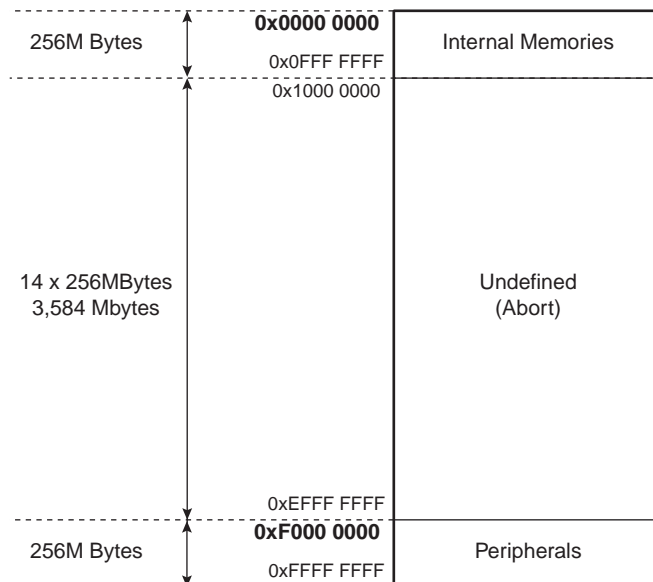 0x0000 0000
256M Bytes
Internal Memories
0x0FFF FFFF
0x1000 0000
14 x 256MBytes
3,584 Mbytes
Undefined
(Abort)
0xEFFF FFFF
0xF000 0000
256M Bytes
Peripherals
0xFFFF FFFF